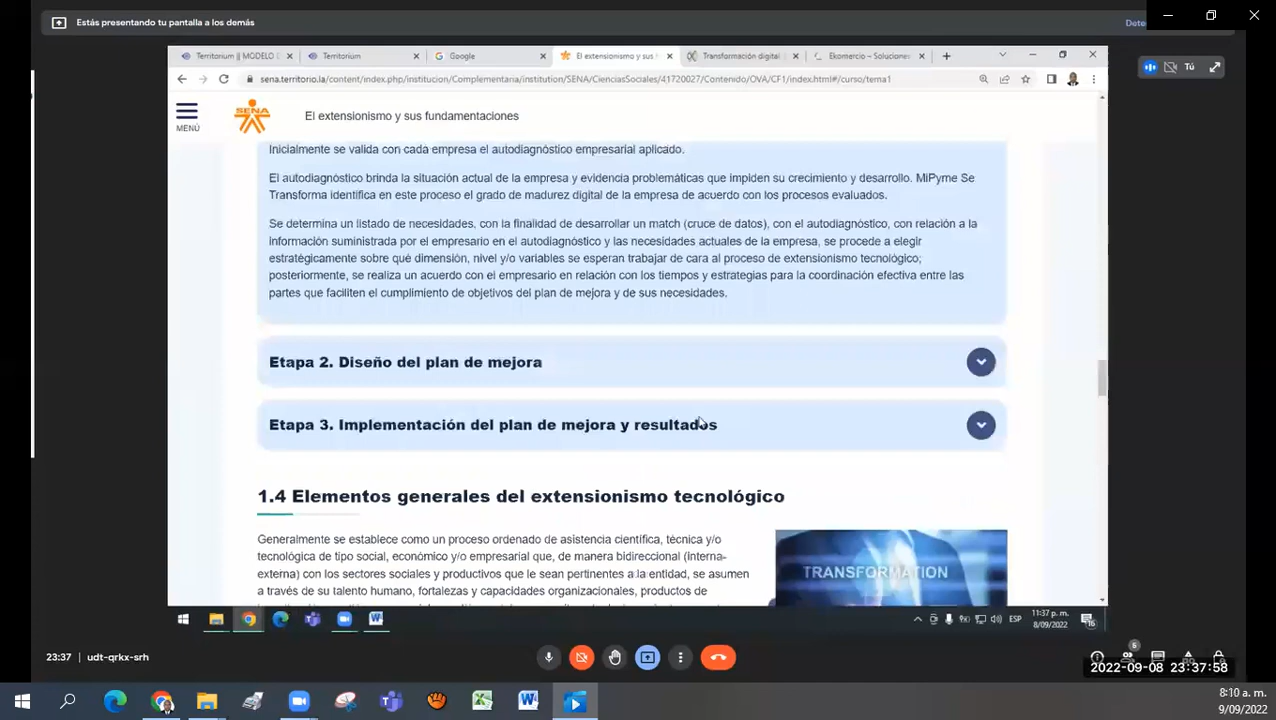 Estás presentando tu pantalla a los demás
Territorium || MODELO
Territorium
Google
El extensionismo y sus
Transformación digital
Ekomercio – Soluciones
Tú
sena.territorio.la/content/index.php/institucion/Complementaria/institution/SENA/CienciasSociales/41720027/Contenido/OVA/CF1/index.html#/curso/tema1
MENÚ
SENA
El extensionismo y sus fundamentaciones
Inicialmente se valida con cada empresa el autodiagnóstico empresarial aplicado.
El autodiagnóstico brinda la situación actual de la empresa y evidencia problemáticas que impiden su crecimiento y desarrollo. MiPyme Se
Transforma identifica en este proceso el grado de madurez digital de la empresa de acuerdo con los procesos evaluados.
Se determina un listado de necesidades, con la finalidad de desarrollar un match (cruce de datos), con el autodiagnóstico, con relación a la
información suministrada por el empresario en el autodiagnóstico y las necesidades actuales de la empresa, se procede a elegir
estratégicamente sobre qué dimensión, nivel y/o variables se esperan trabajar de cara al proceso de extensionismo tecnológico;
posteriormente, se realiza un acuerdo con el empresario en relación con los tiempos y estrategias para la coordinación efectiva entre las
partes que faciliten el cumplimiento de objetivos del plan de mejora y de sus necesidades.
Etapa 2. Diseño del plan de mejora
Etapa 3. Implementación del plan de mejora y resultados
1.4 Elementos generales del extensionismo tecnológico
Generalmente se establece como un proceso ordenado de asistencia científica, técnica y/o
tecnológica de tipo social, económico y/o empresarial que, de manera bidireccional (interna-
externa) con los sectores sociales y productivos que le sean pertinentes a la entidad, se asumen
a través de su talento humano, fortalezas y capacidades organizacionales, productos de
TRANSFORMATION
ESP
11:37 p. m.
8/09/2022
16
23:37
udt-qrkx-srh
6
2022-09-08 23:37:58
8:10 a. m.
9/09/2022